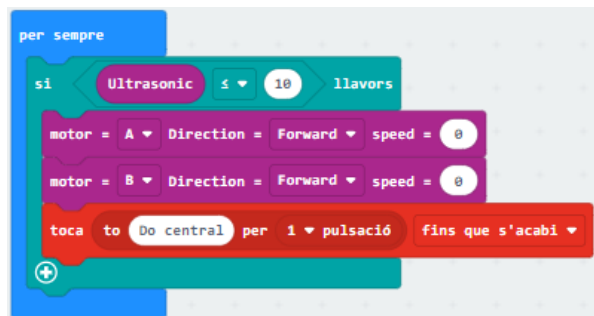 per sempre
si Ultrasonic ≤ 10 llavors
motor = A Direction = Forward speed = 0
motor = B Direction = Forward speed = 0
toca to Do central per 1 pulsació fins que s'acabi